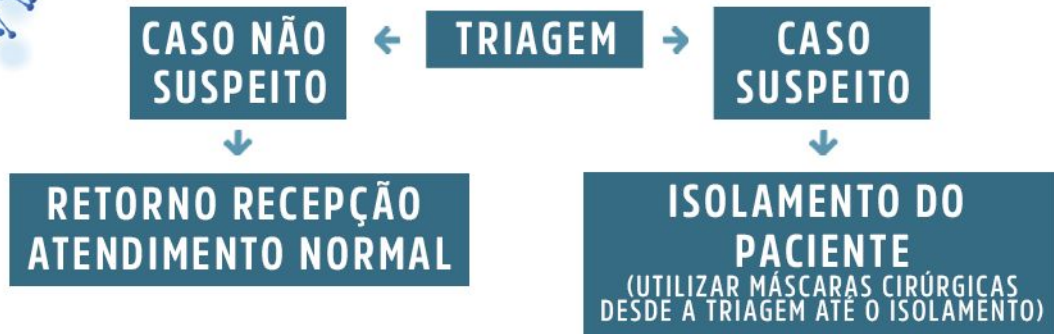 TRIAGEM
CASO NÃO
SUSPEITO
CASO
SUSPEITO
RETORNO RECEPÇÃO
ATENDIMENTO NORMAL
ISOLAMENTO DO
PACIENTE
(UTILIZAR MÁSCARAS CIRÚRGICAS
DESDE A TRIAGEM ATÉ O ISOLAMENTO)